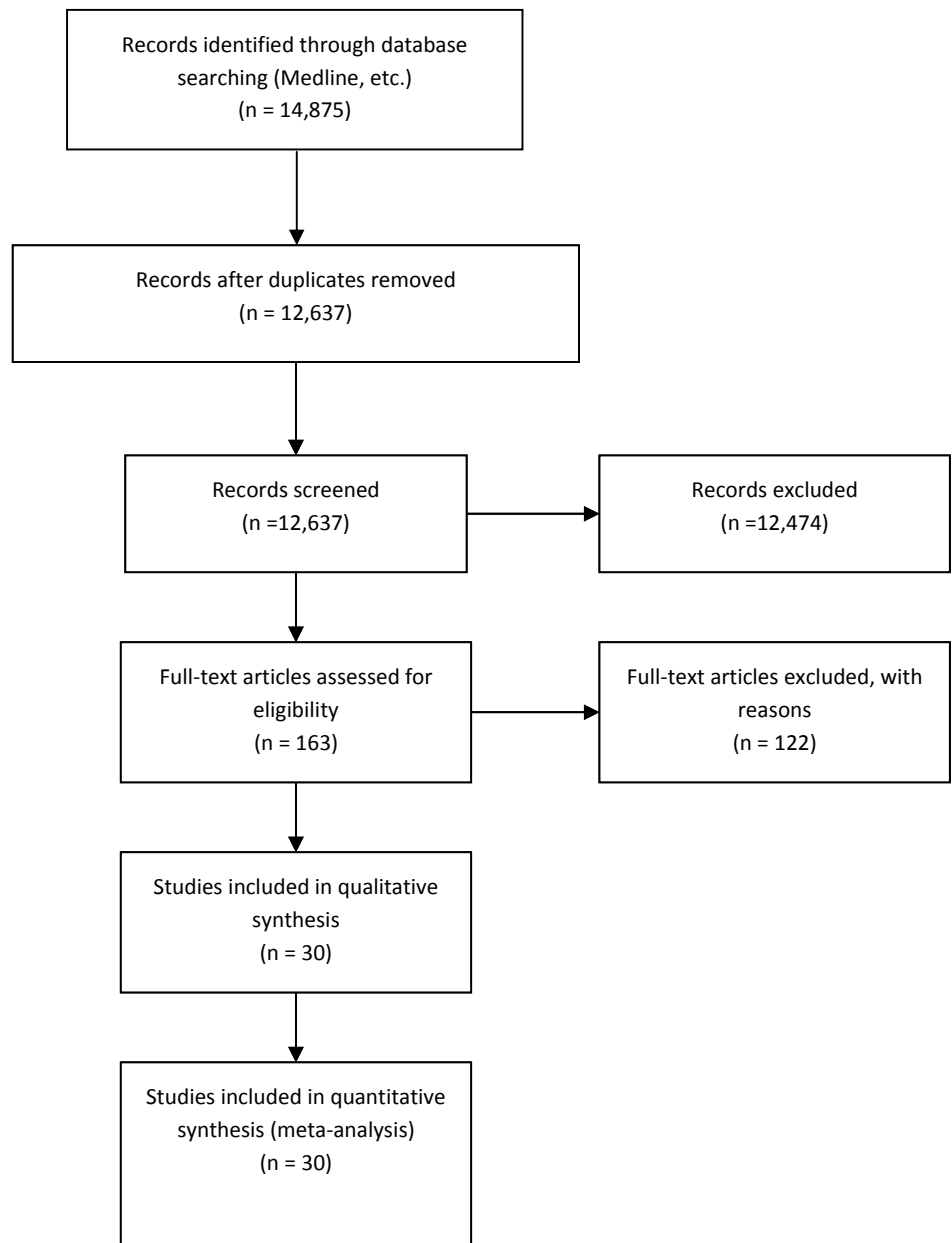 Records identified through database
searching (Medline, etc.)
(n = 14,875)
Records after duplicates removed
(n = 12,637)
Records screened
(n =12,637)
Records excluded
(n =12,474)
Full-text articles assessed for
eligibility
(n = 163)
Full-text articles excluded, with
reasons
(n = 122)
Studies included in qualitative
synthesis
(n = 30)
Studies included in quantitative
synthesis (meta-analysis)
(n = 30)